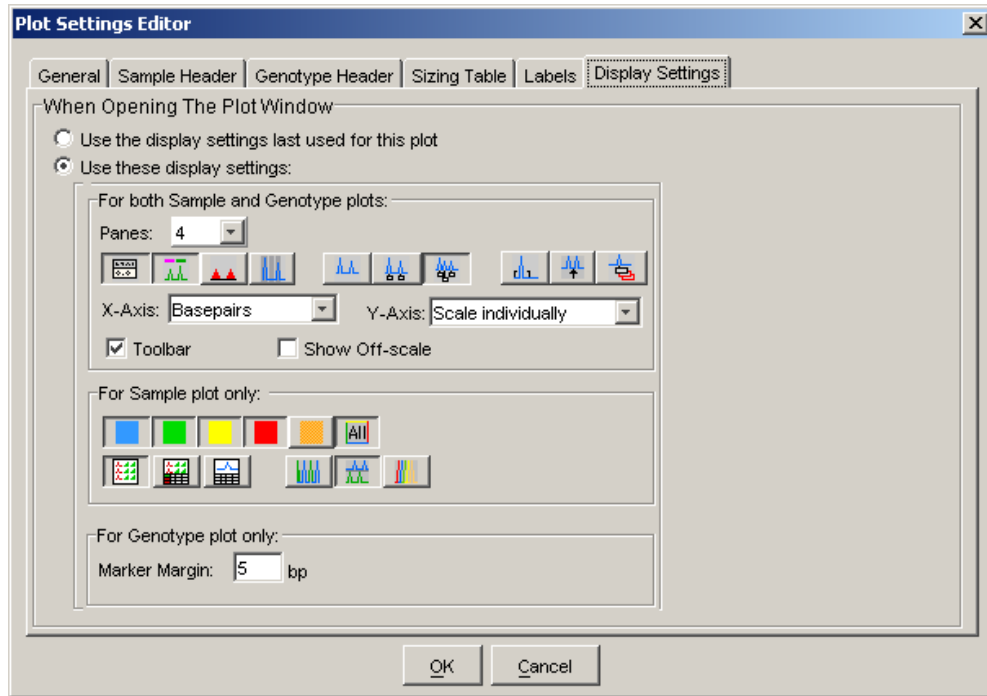 Plot Settings Editor
General Sample Header Genotype Header Sizing Table Labels Display Settings
When Opening The Plot Window
Use the display settings last used for this plot
Use these display settings:
For both Sample and Genotype plots:
Panes: 4
X-Axis: Basepairs Y-Axis: Scale individually
Toolbar Show Off-scale
For Sample plot only:
All
For Genotype plot only:
Marker Margin: 5 bp
OK Cancel